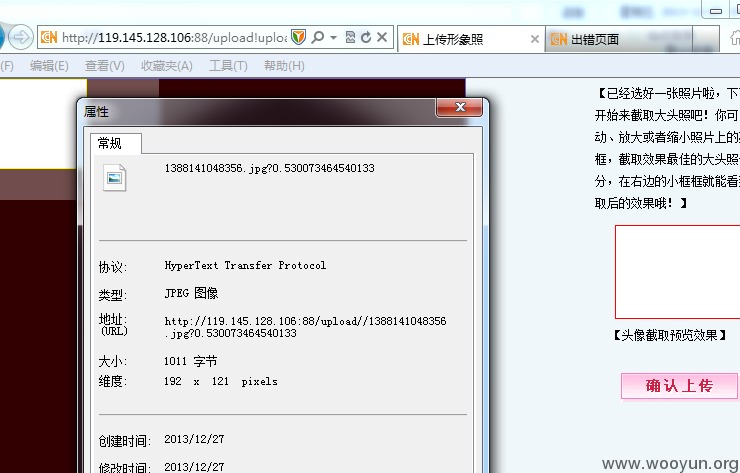 http://119.145.128.106:88/upload!uploa
上传形象照
出错页面
(F) 编辑(E) 查看(V) 收藏夹(A) 工具(T) 帮助(H)
属性
常规
1388141048356.jpg?0.530073464540133
协议: HyperText Transfer Protocol
类型: JPEG 图像
地址: http://119.145.128.106:88/upload//1388141048356
(URL) .jpg?0.530073464540133
大小: 1011 字节
维度: 192 x 121 pixels
创建时间: 2013/12/27
修改时间: 2013/12/27
【已经选好一张照片啦，下
开始来截取大头照吧！你可
动、放大或者缩小照片上的
框，截取效果最佳的大头照
分，在右边的小框框就能看
取后的效果哦！】
【头像截取预览效果】
确认上传
www.wooyun.org